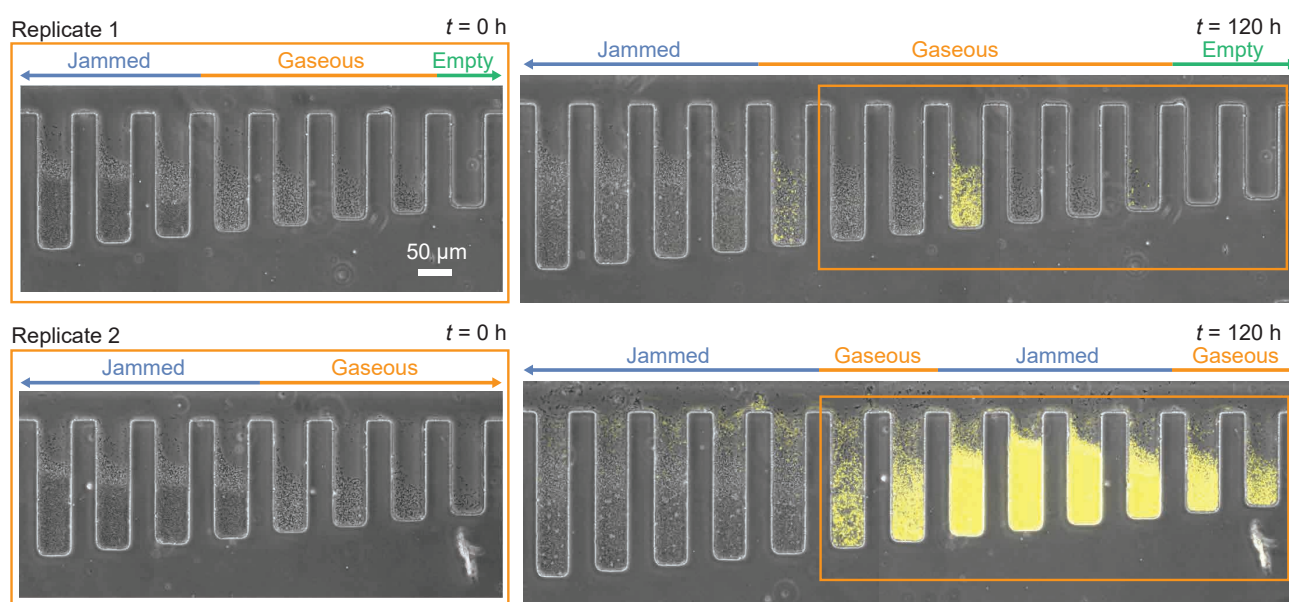 Replicate 1
t = 0 h
Jammed
Gaseous
Empty
50 µm
t = 120 h
Jammed
Gaseous
Empty
Replicate 2
t = 0 h
Jammed
Gaseous
t = 120 h
Jammed
Gaseous
Jammed
Gaseous